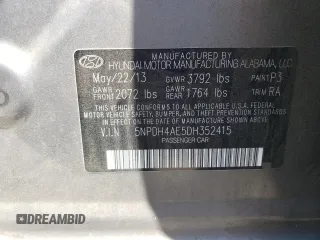 MANUFACTURED BY
HYUNDAI MOTOR MANUFACTURING ALABAMA, LLC
May/22/13 GVWR 3792 lbs PAINT P3
GAWR FRONT 2072 lbs GAWR REAR 1764 lbs TRIM RA
THIS VEHICLE CONFORMS TO ALL APPLICABLE
U.S. FEDERAL MOTOR VEHICLE SAFETY, BUMPER, AND
THEFT PREVENTION STANDARDS IN EFFECT ON THE
DATE OF MANUFACTURE SHOWN ABOVE.
V.I.N : 5NPDH4AE5DH352415
PASSENGER CAR